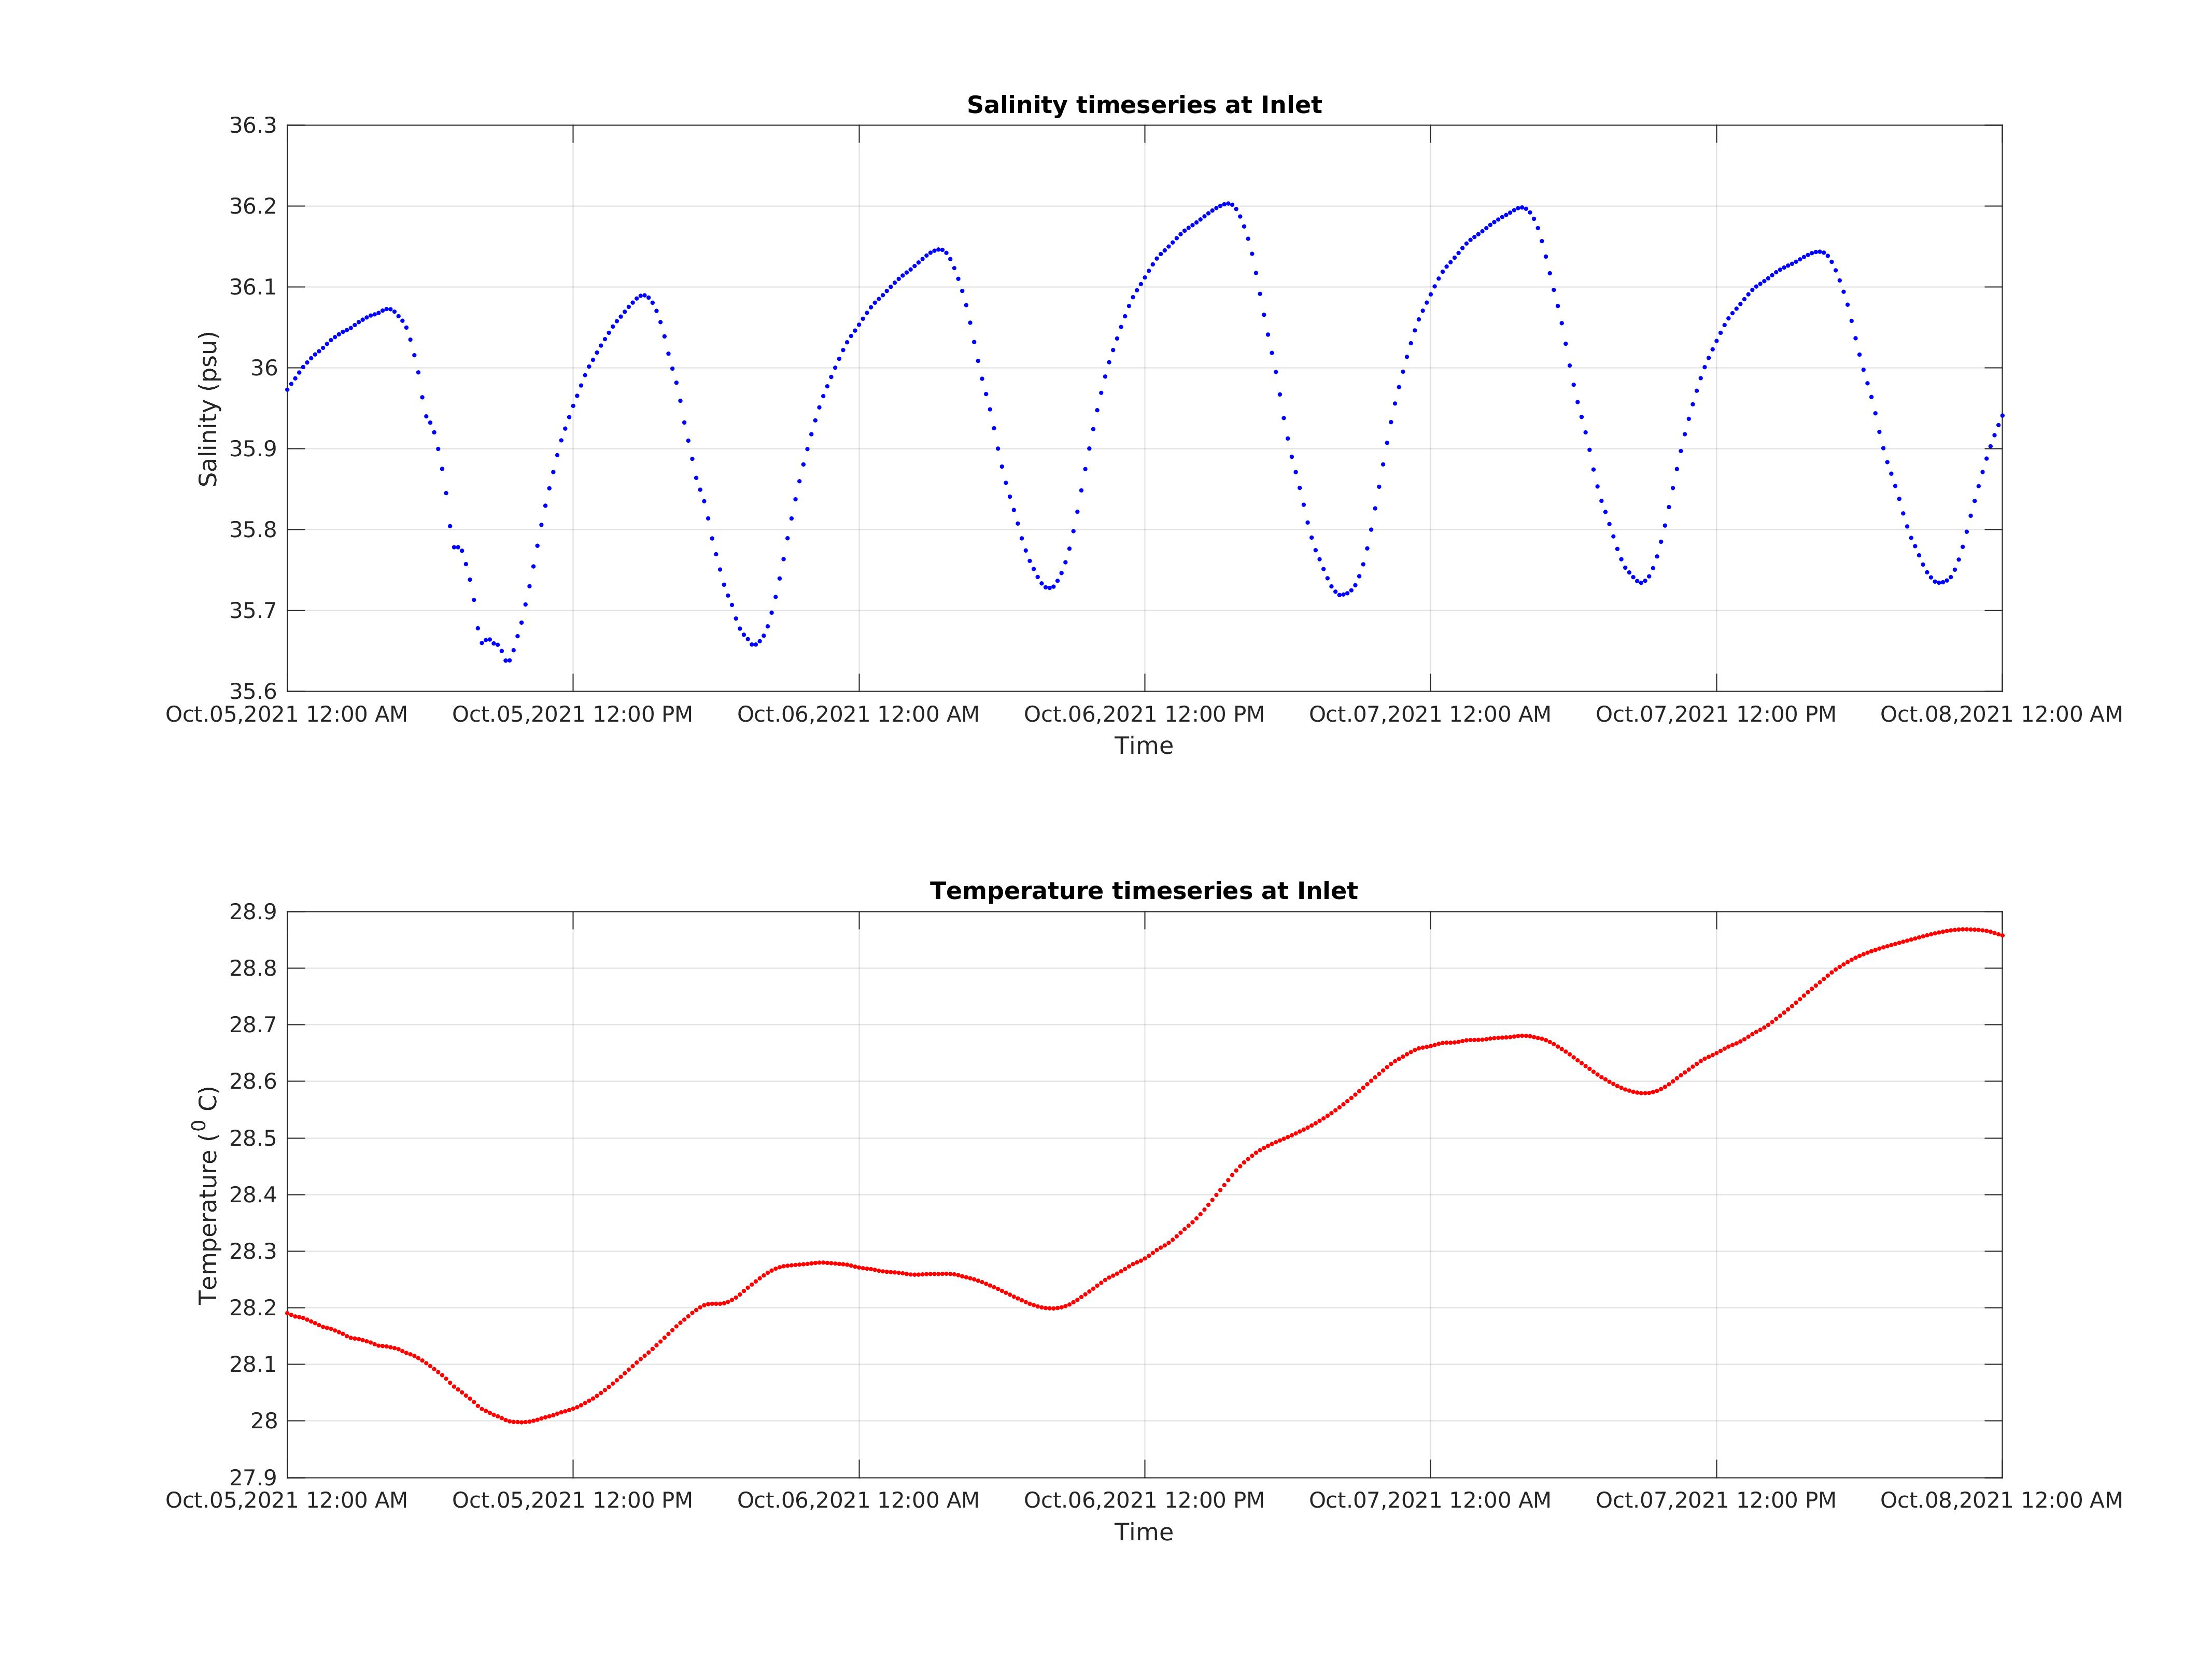 Salinity timeseries at Inlet
36.3
36.2
36.1
36
35.9
35.8
35.7
35.6
Salinity (psu)
Oct.05,2021 12:00 AM Oct.05,2021 12:00 PM Oct.06,2021 12:00 AM Oct.06,2021 12:00 PM Oct.07,2021 12:00 AM Oct.07,2021 12:00 PM Oct.08,2021 12:00 AM
Time
Temperature timeseries at Inlet
28.9
28.8
28.7
28.6
28.5
28.4
28.3
28.2
28.1
28
27.9
Temperature (⁰ C)
Oct.05,2021 12:00 AM Oct.05,2021 12:00 PM Oct.06,2021 12:00 AM Oct.06,2021 12:00 PM Oct.07,2021 12:00 AM Oct.07,2021 12:00 PM Oct.08,2021 12:00 AM
Time